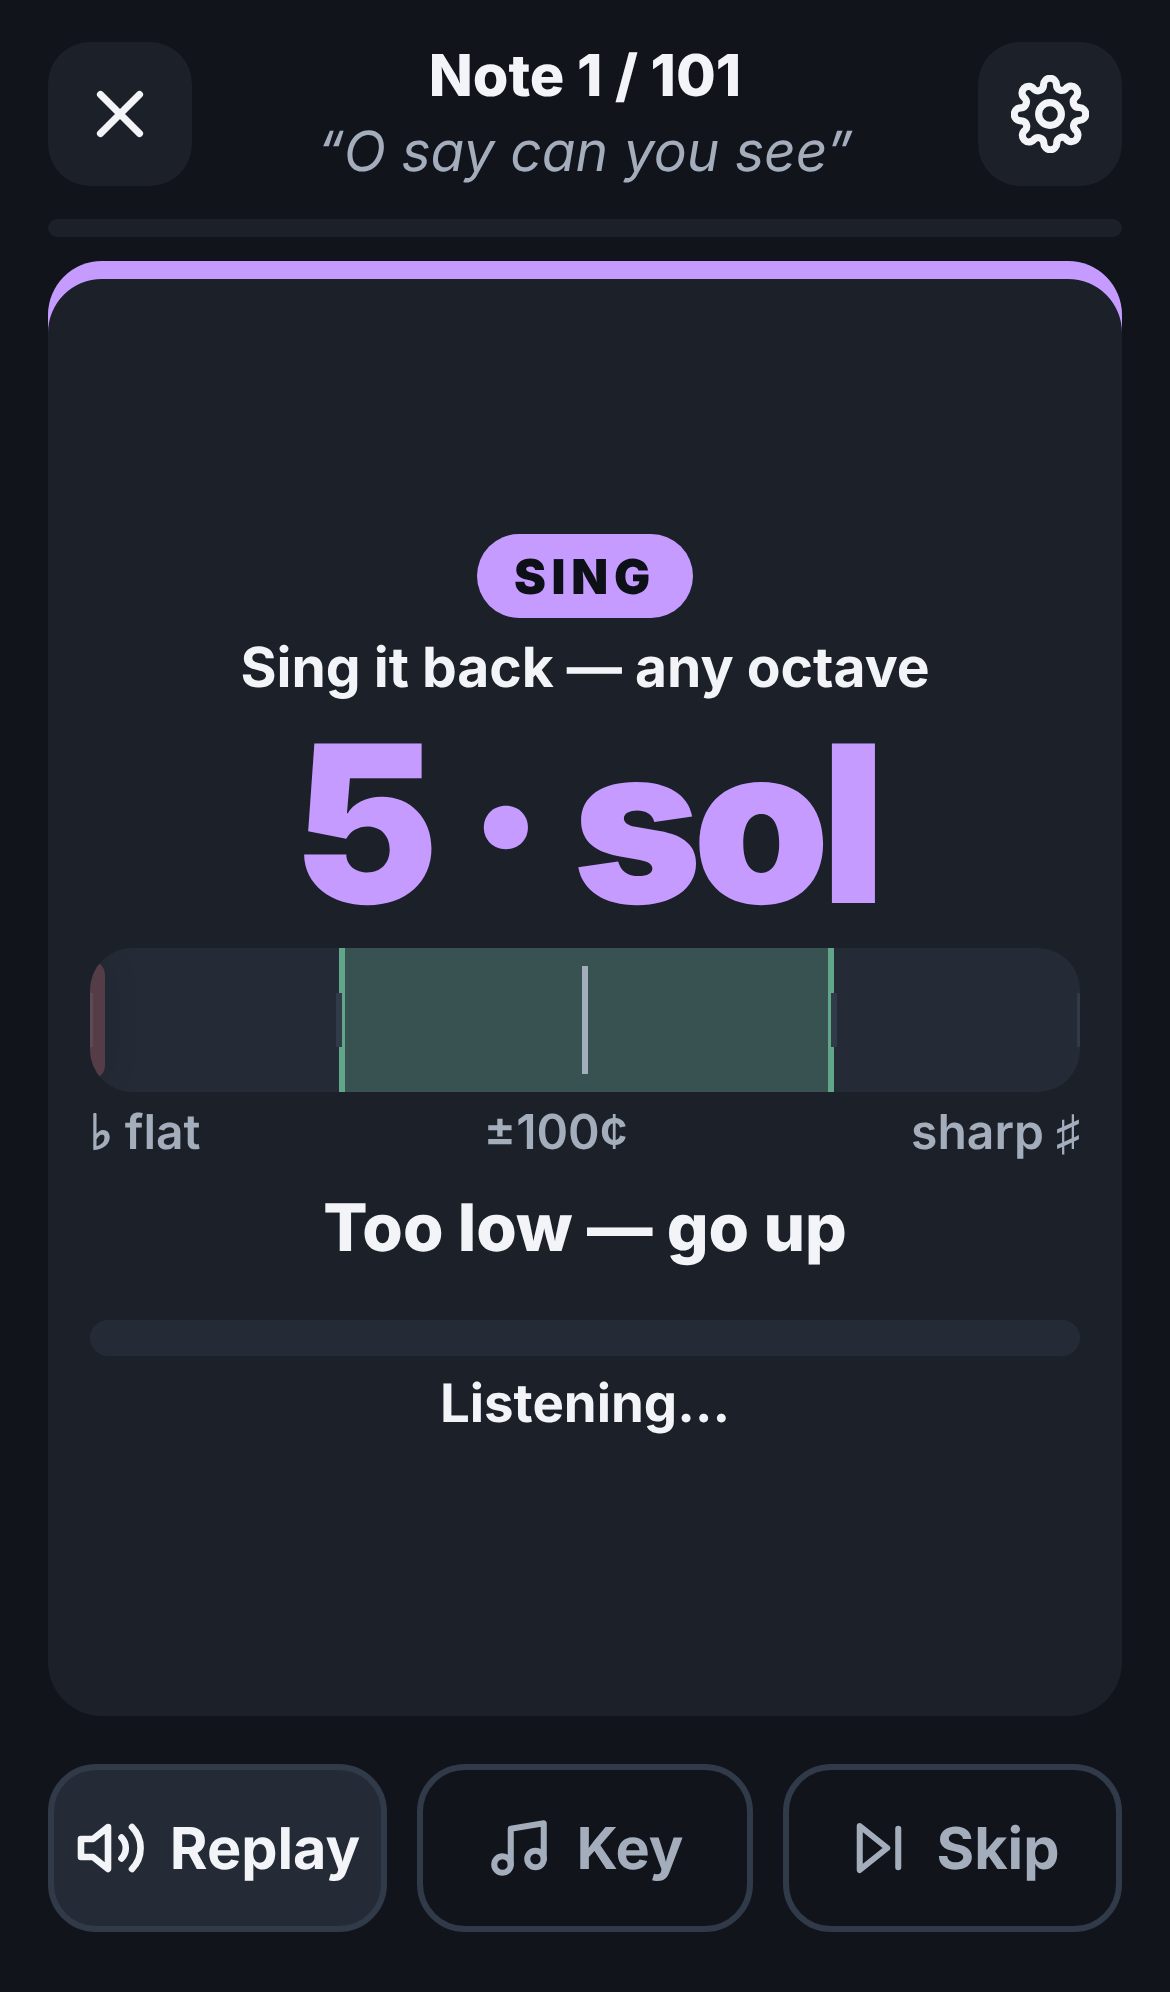 Note 1 / 101
“O say can you see”
SING
Sing it back — any octave
5 · sol
♭ flat ±100¢ sharp ♯
Too low — go up
Listening…
Replay Key Skip